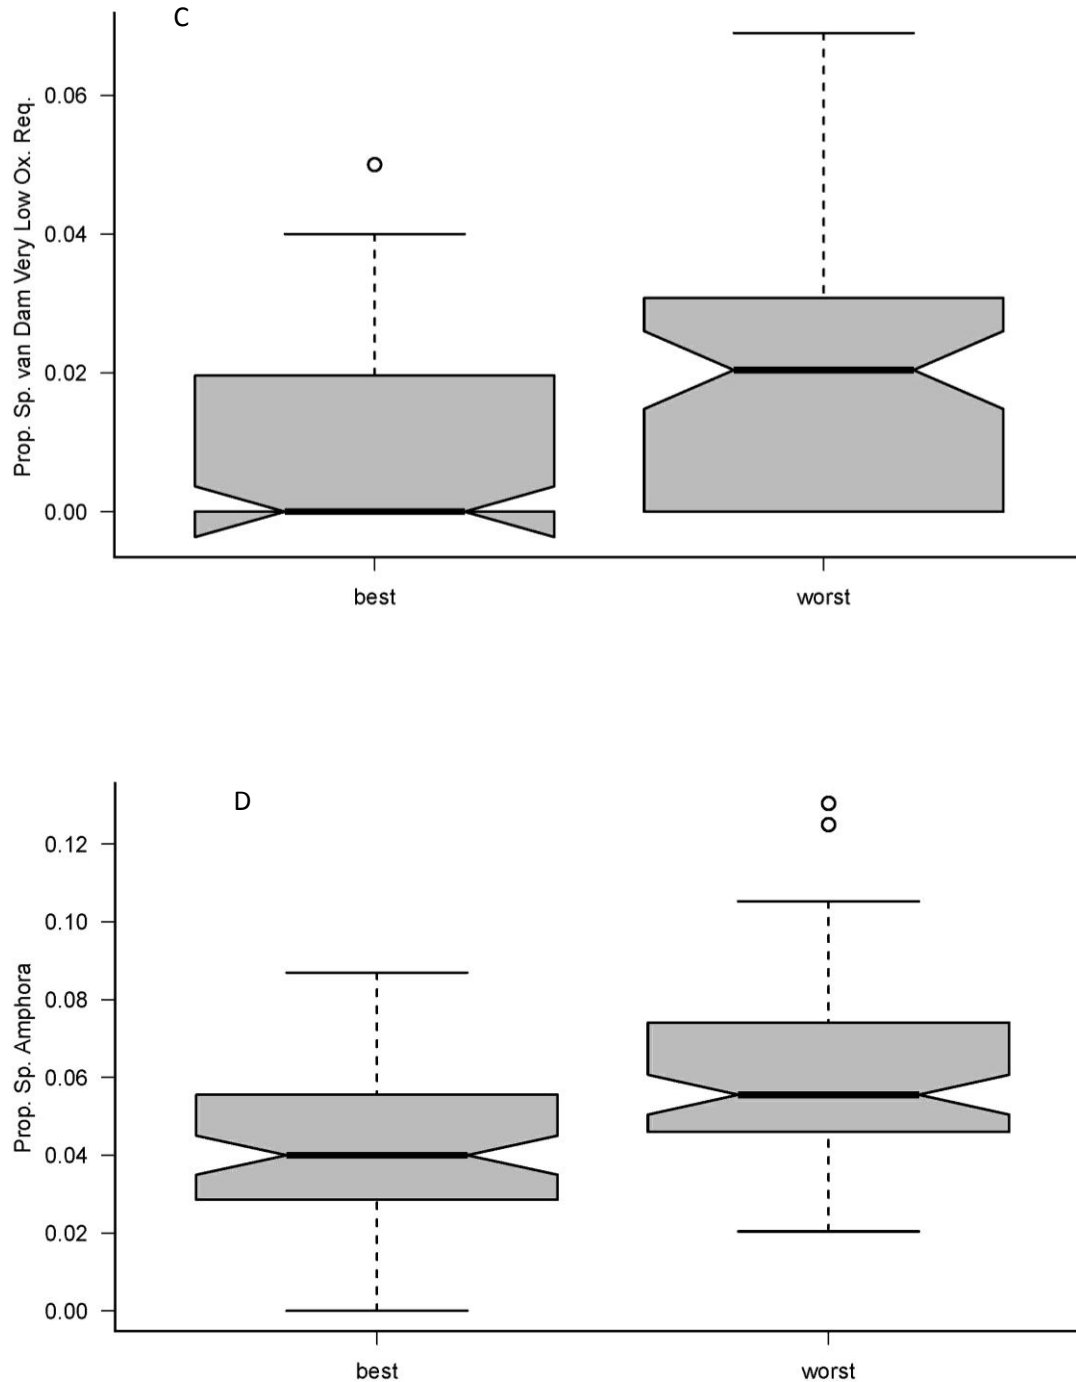 C
Prop. Sp. van Dam Very Low Ox. Req.
0.06
0.04
0.02
0.00
best worst
D
Prop. Sp. Amphora
0.12
0.10
0.08
0.06
0.04
0.02
0.00
best worst